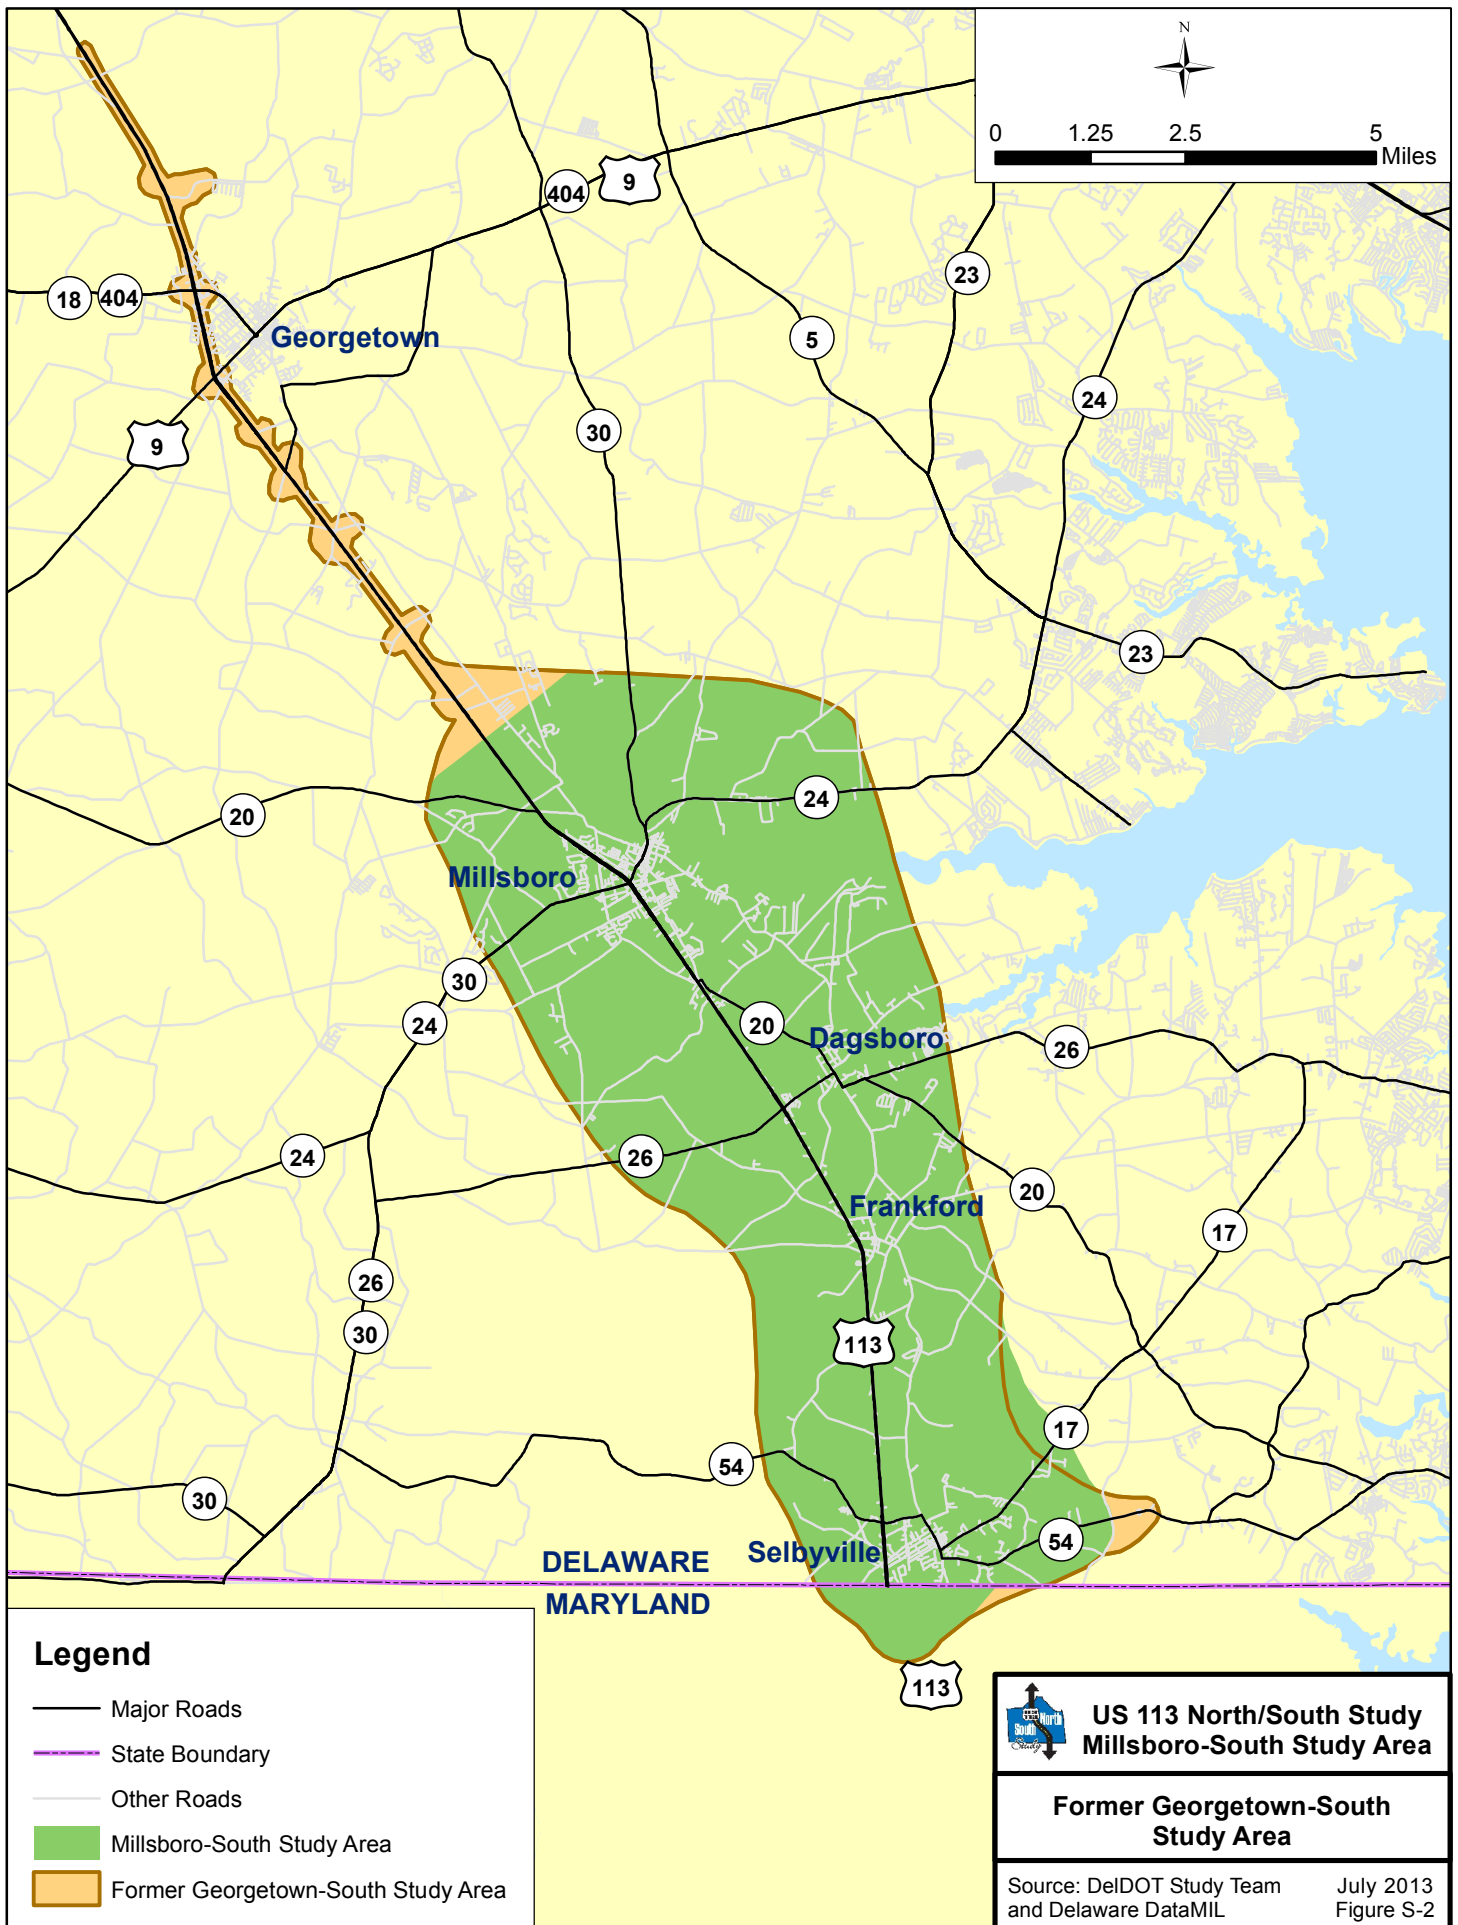 N
0 1.25 2.5 5
Miles
404
9
18 404
23
Georgetown
5
24
9
30
23
20
24
Millsboro
30
24
20
Dagsboro
26
24
26
20
Frankford
17
26
30
113
17
54
30
54
Selbyville
DELAWARE
MARYLAND
113
Legend
Major Roads
State Boundary
Other Roads
Millsboro-South Study Area
Former Georgetown-South Study Area
North
South
Study
US 113 North/South Study
Millsboro-South Study Area
Former Georgetown-South
Study Area
Source: DelDOT Study Team July 2013
and Delaware DataMIL Figure S-2